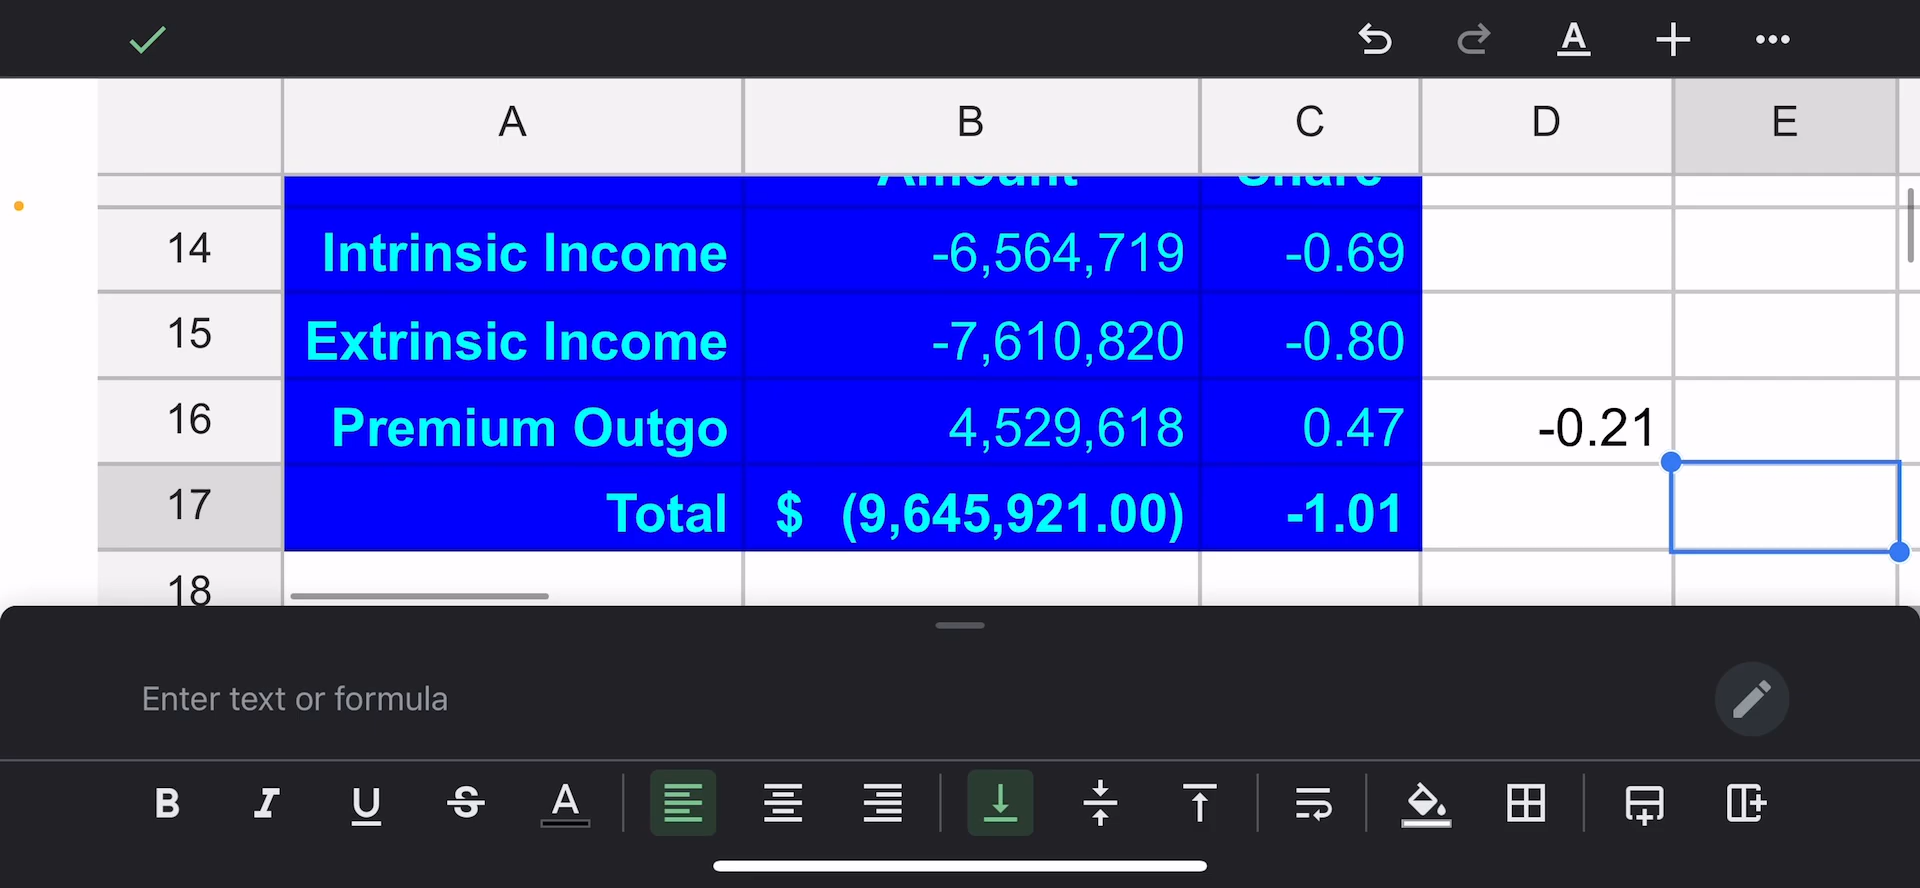 A B C D E
Amount Share
14 Intrinsic Income -6,564,719 -0.69
15 Extrinsic Income -7,610,820 -0.80
16 Premium Outgo 4,529,618 0.47 -0.21
17 Total $ (9,645,921.00) -1.01
18
Enter text or formula
B I U S A